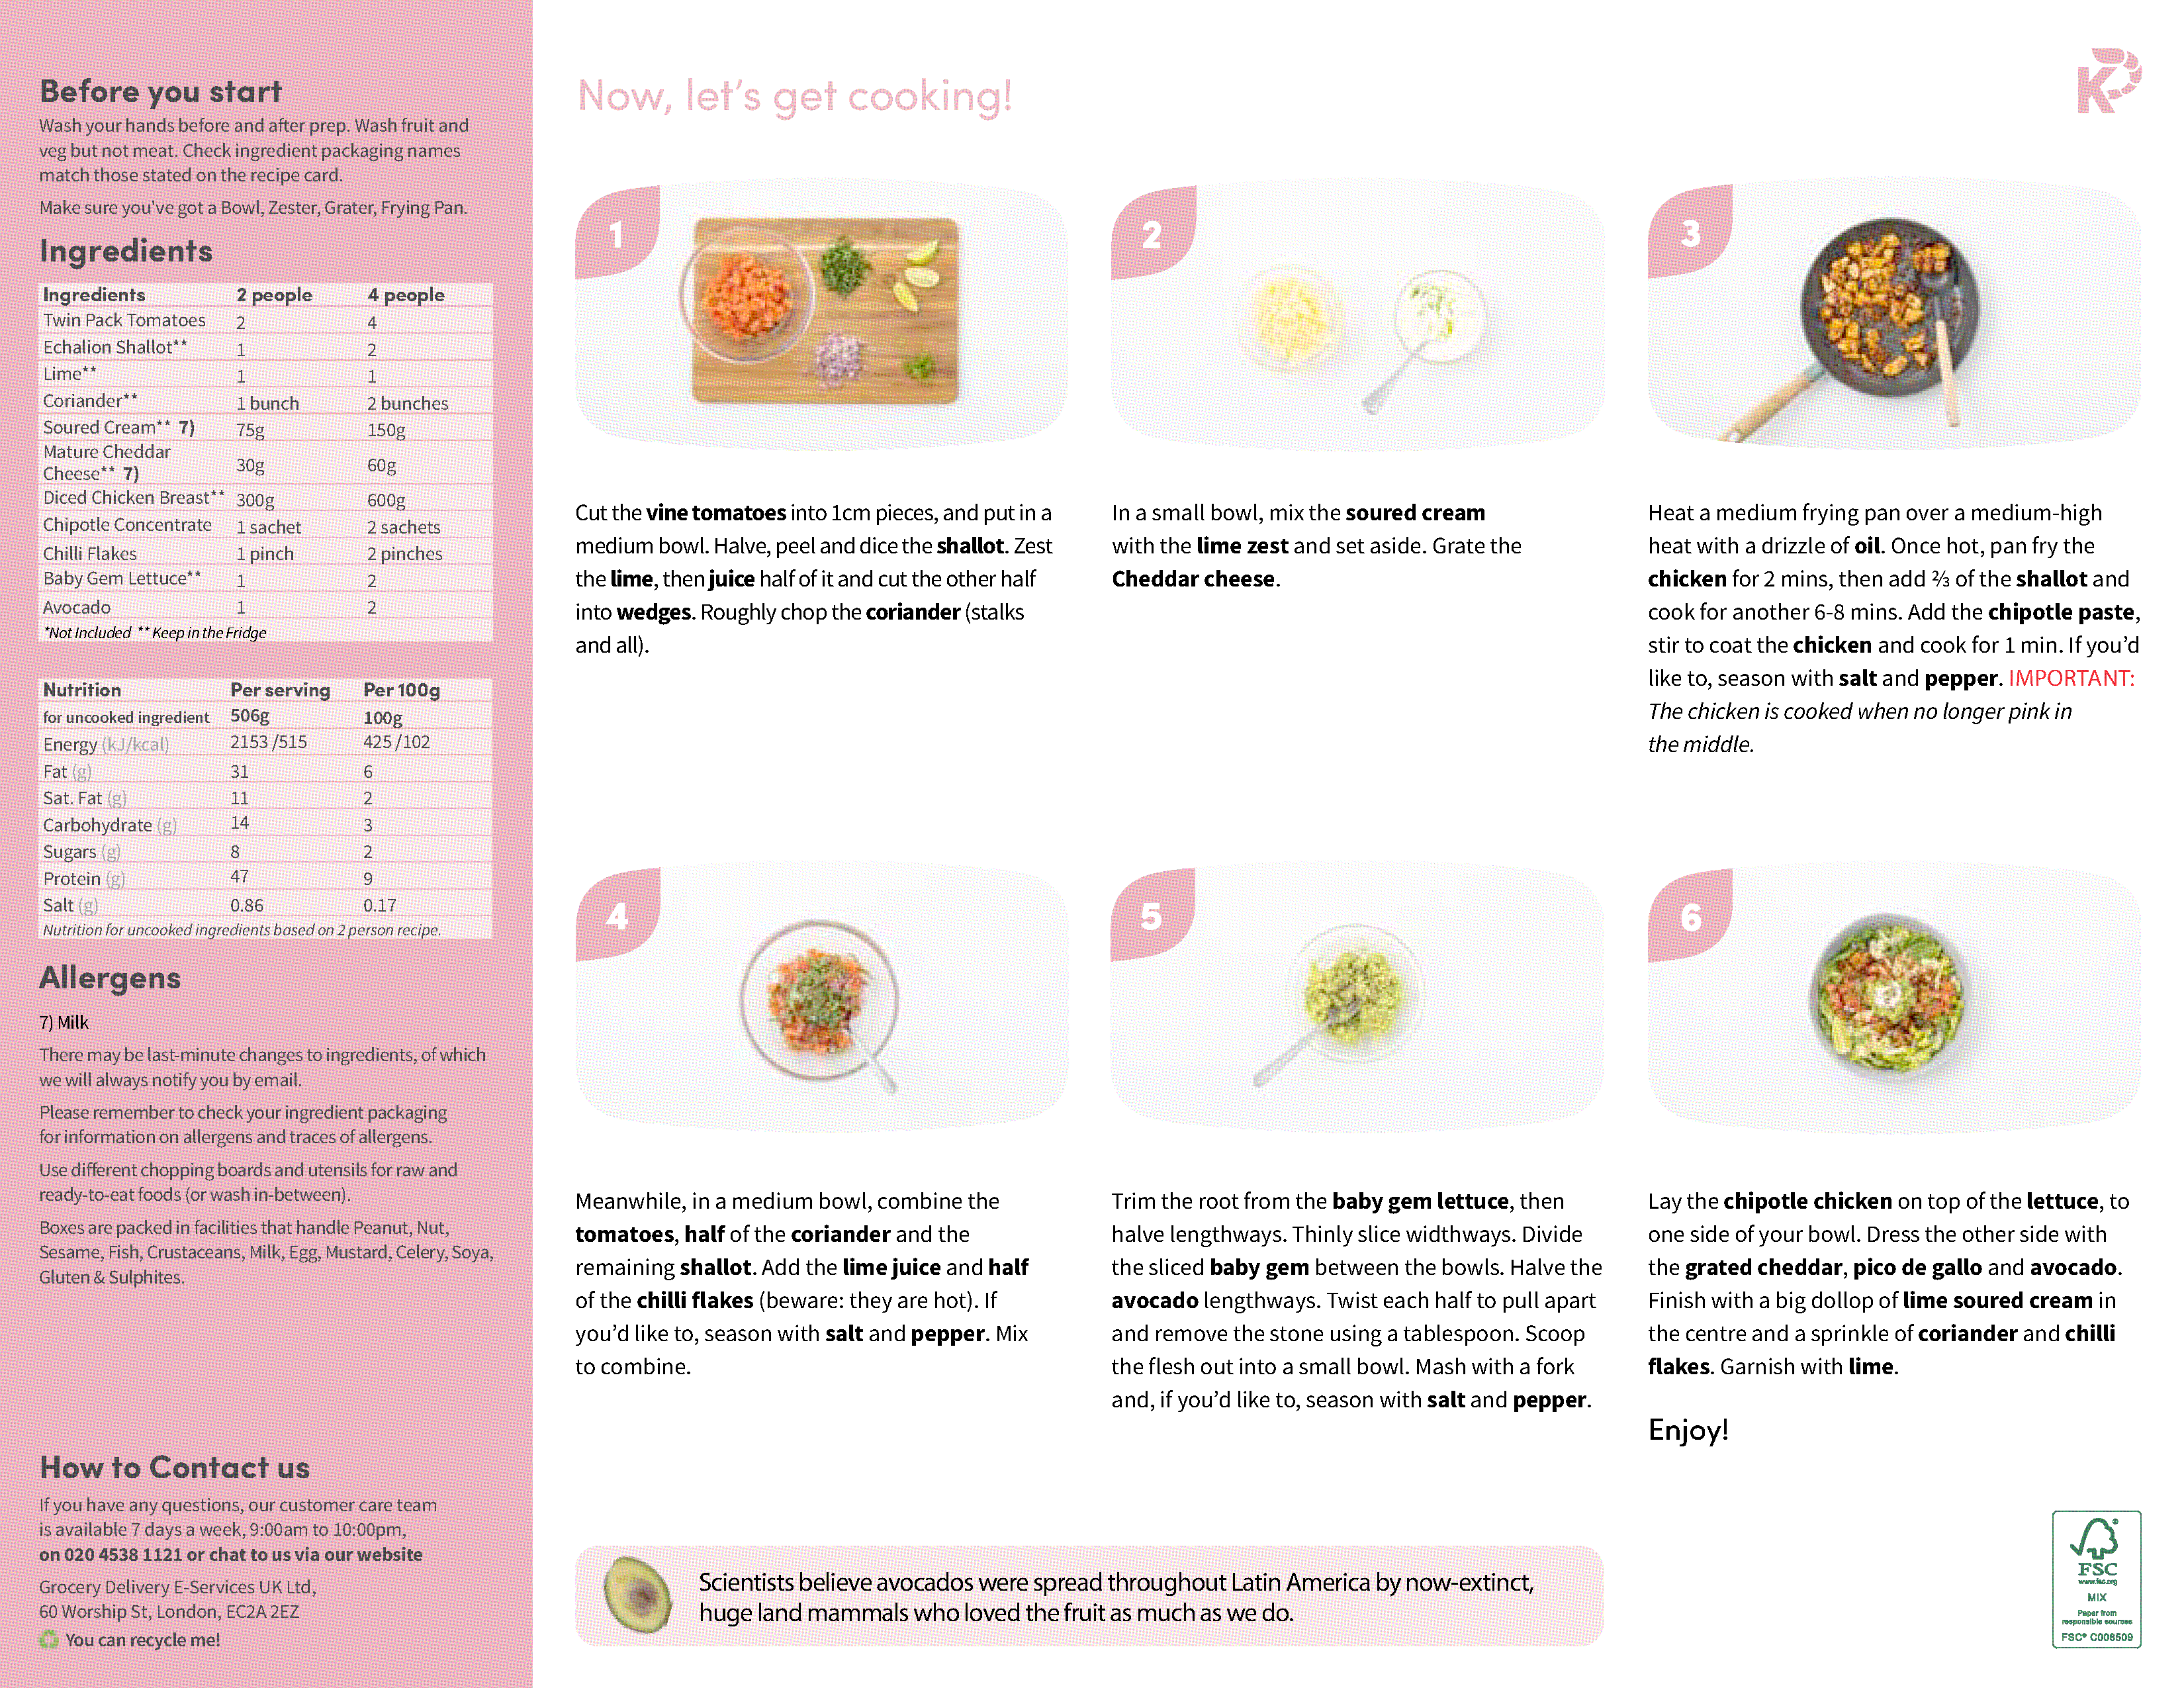 Before you start
Wash your hands before and after prep. Wash fruit and
veg but not meat. Check ingredient packaging names
match those stated on the recipe card.
Make sure you've got a Bowl, Zester, Grater, Frying Pan.
Ingredients
Ingredients 2 people 4 people
Twin Pack Tomatoes 2 4
Echalion Shallot** 1 2
Lime** 1 1
Coriander** 1 bunch 2 bunches
Soured Cream** 7) 75g 150g
Mature Cheddar
Cheese** 7) 30g 60g
Diced Chicken Breast** 300g 600g
Chipotle Concentrate 1 sachet 2 sachets
Chilli Flakes 1 pinch 2 pinches
Baby Gem Lettuce** 1 2
Avocado 1 2
*Not Included ** Keep in the Fridge
Nutrition Per serving Per 100g
for uncooked ingredient 506g 100g
Energy (kJ/kcal) 2153 /515 425 /102
Fat (g) 31 6
Sat. Fat (g) 11 2
Carbohydrate (g) 14 3
Sugars (g) 8 2
Protein (g) 47 9
Salt (g) 0.86 0.17
Nutrition for uncooked ingredients based on 2 person recipe.
Allergens
7) Milk
There may be last-minute changes to ingredients, of which
we will always notify you by email.
Please remember to check your ingredient packaging
for information on allergens and traces of allergens.
Use different chopping boards and utensils for raw and
ready-to-eat foods (or wash in-between).
Boxes are packed in facilities that handle Peanut, Nut,
Sesame, Fish, Crustaceans, Milk, Egg, Mustard, Celery, Soya,
Gluten & Sulphites.
How to Contact us
If you have any questions, our customer care team
is available 7 days a week, 9:00am to 10:00pm,
on 020 4538 1121 or chat to us via our website
Grocery Delivery E-Services UK Ltd,
60 Worship St, London, EC2A 2EZ
You can recycle me!
Now, let's get cooking!
K
1
Cut the vine tomatoes into 1cm pieces, and put in a
medium bowl. Halve, peel and dice the shallot. Zest
the lime, then juice half of it and cut the other half
into wedges. Roughly chop the coriander (stalks
and all).
2
In a small bowl, mix the soured cream
with the lime zest and set aside. Grate the
Cheddar cheese.
3
Heat a medium frying pan over a medium-high
heat with a drizzle of oil. Once hot, pan fry the
chicken for 2 mins, then add ⅔ of the shallot and
cook for another 6-8 mins. Add the chipotle paste,
stir to coat the chicken and cook for 1 min. If you'd
like to, season with salt and pepper. IMPORTANT:
The chicken is cooked when no longer pink in
the middle.
4
Meanwhile, in a medium bowl, combine the
tomatoes, half of the coriander and the
remaining shallot. Add the lime juice and half
of the chilli flakes (beware: they are hot). If
you'd like to, season with salt and pepper. Mix
to combine.
5
Trim the root from the baby gem lettuce, then
halve lengthways. Thinly slice widthways. Divide
the sliced baby gem between the bowls. Halve the
avocado lengthways. Twist each half to pull apart
and remove the stone using a tablespoon. Scoop
the flesh out into a small bowl. Mash with a fork
and, if you'd like to, season with salt and pepper.
6
Lay the chipotle chicken on top of the lettuce, to
one side of your bowl. Dress the other side with
the grated cheddar, pico de gallo and avocado.
Finish with a big dollop of lime soured cream in
the centre and a sprinkle of coriander and chilli
flakes. Garnish with lime.
Enjoy!
Scientists believe avocados were spread throughout Latin America by now-extinct,
huge land mammals who loved the fruit as much as we do.
FSC
www.fsc.org
MIX
Paper from
responsible sources
FSC® C006509